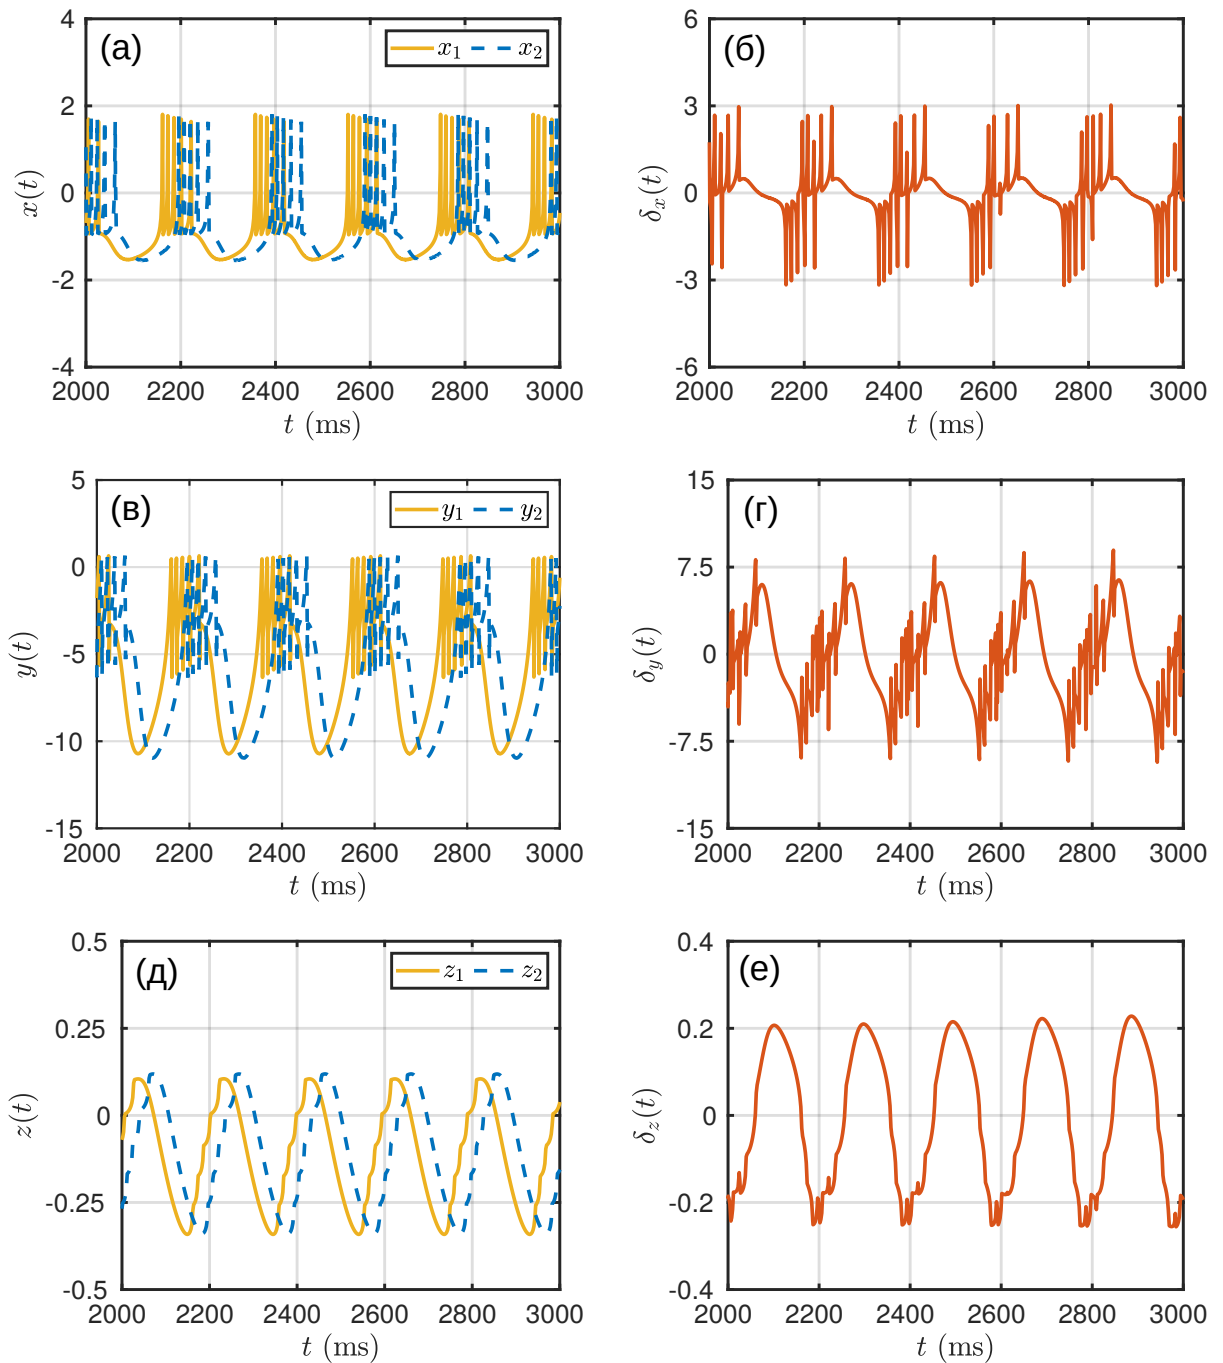 (а)
x₁ x₂
4
2
0
-2
-4
x(t)
2000 2200 2400 2600 2800 3000
t (ms)
(б)
6
3
0
-3
-6
δₓ(t)
2000 2200 2400 2600 2800 3000
t (ms)
(в)
y₁ y₂
5
0
-5
-10
-15
y(t)
2000 2200 2400 2600 2800 3000
t (ms)
(г)
15
7.5
0
-7.5
-15
δ_y(t)
2000 2200 2400 2600 2800 3000
t (ms)
(д)
z₁ z₂
0.5
0.25
0
-0.25
-0.5
z(t)
2000 2200 2400 2600 2800 3000
t (ms)
(е)
0.4
0.2
0
-0.2
-0.4
δ_z(t)
2000 2200 2400 2600 2800 3000
t (ms)